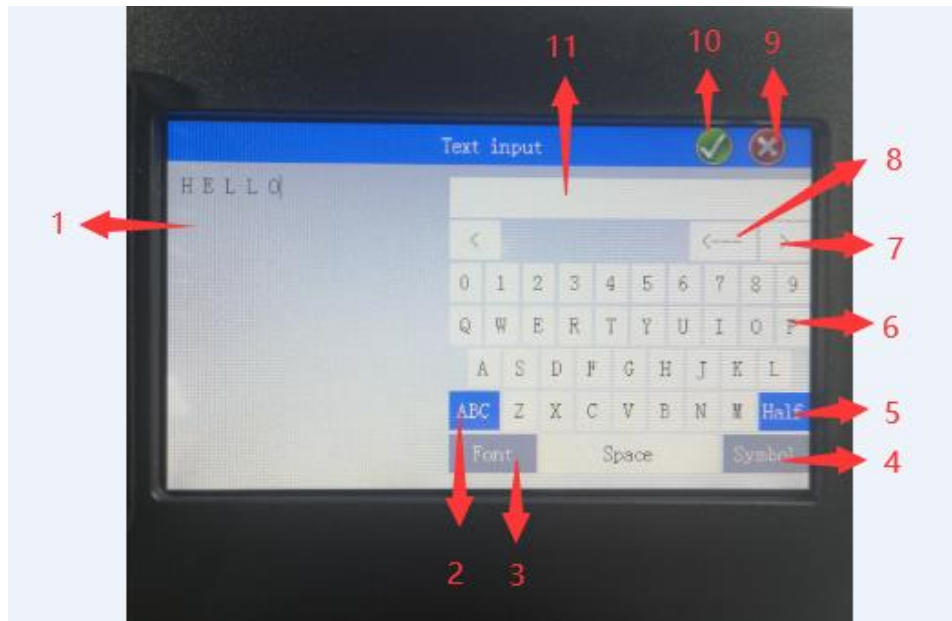 11 10 9
Text input
H E L L O
8
1
< <--- >
7
0 1 2 3 4 5 6 7 8 9
Q W E R T Y U I O P
6
A S D F G H J K L
ABC Z X C V B N M Half
5
Font Space Symbol
4
2 3